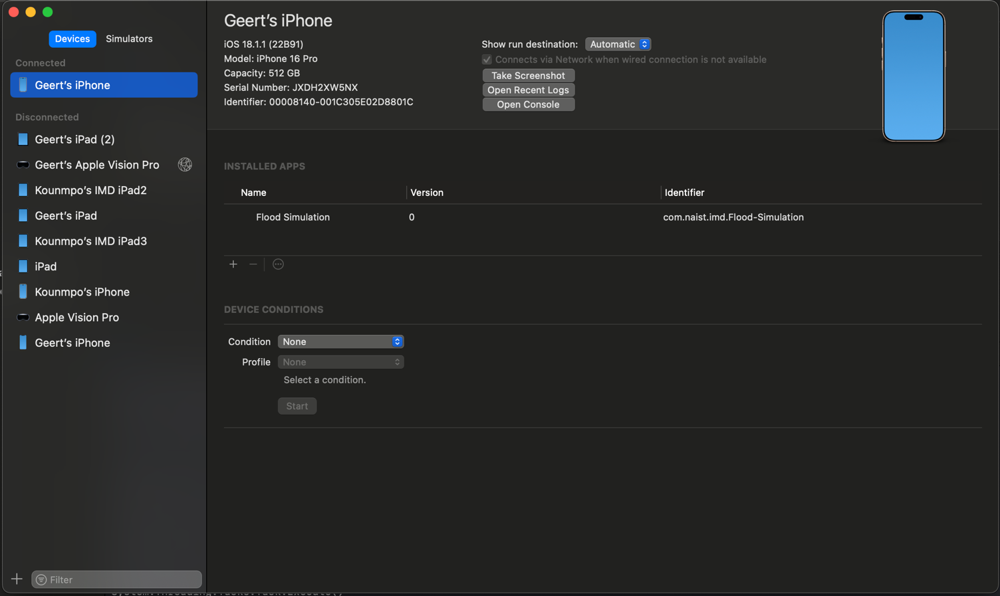 Devices
Simulators
Connected
Geert's iPhone
Disconnected
Geert's iPad (2)
Geert's Apple Vision Pro
Kounmpo's IMD iPad2
Geert's iPad
Kounmpo's IMD iPad3
iPad
Kounmpo's iPhone
Apple Vision Pro
Geert's iPhone
Filter
Geert's iPhone
iOS 18.1.1 (22B91)
Model: iPhone 16 Pro
Capacity: 512 GB
Serial Number: JXDH2XW5NX
Identifier: 00008140-001C305E02D8801C
Show run destination: Automatic
Connects via Network when wired connection is not available
Take Screenshot
Open Recent Logs
Open Console
INSTALLED APPS
Name Version Identifier
Flood Simulation 0 com.naist.imd.Flood-Simulation
DEVICE CONDITIONS
Condition None
Profile None
Select a condition.
Start